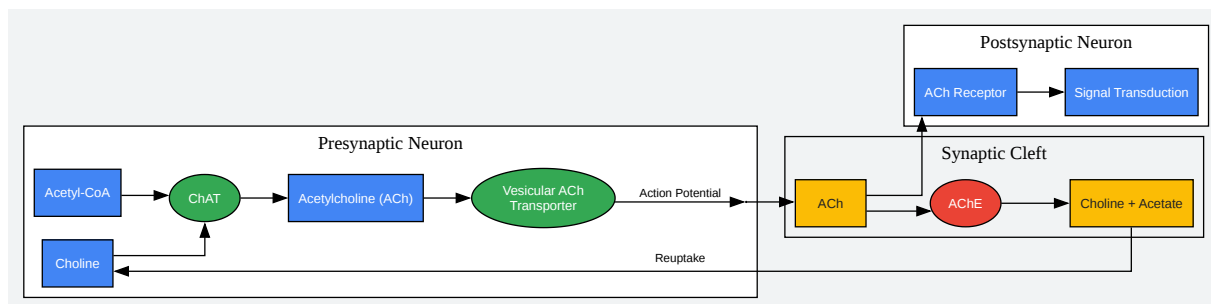 Postsynaptic Neuron
ACh Receptor
Signal Transduction
Presynaptic Neuron
Synaptic Cleft
Acetyl-CoA
ChAT
Acetylcholine (ACh)
Vesicular ACh
Transporter
Action Potential
ACh
AChE
Choline + Acetate
Choline
Reuptake